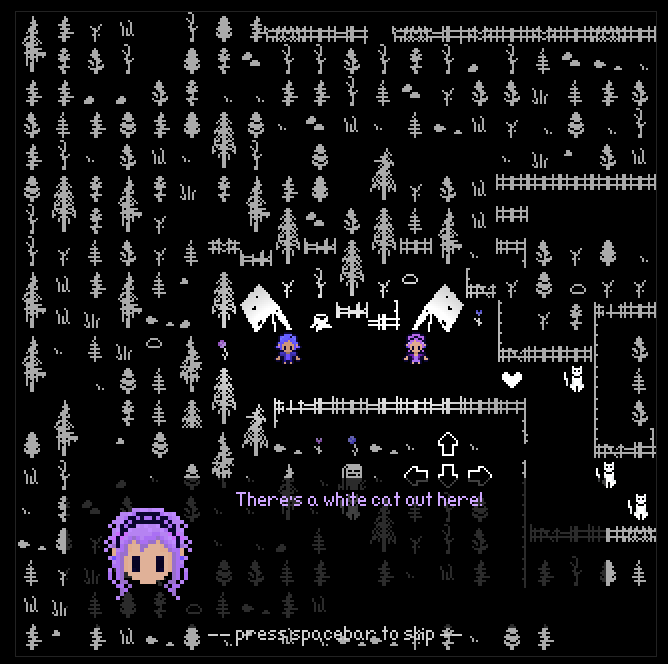 There's a white cat out here!
-- press spacebar to skip --